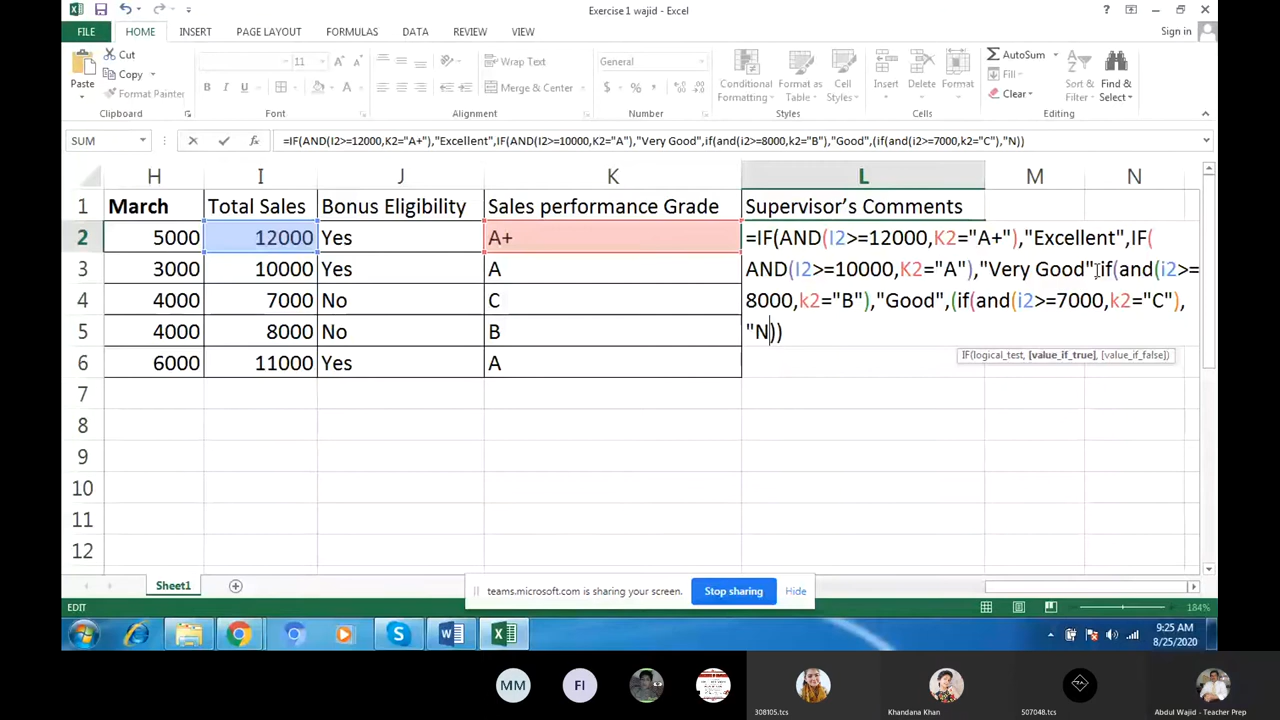 Exercise 1 wajid - Excel
?
FILE HOME INSERT PAGE LAYOUT FORMULAS DATA REVIEW VIEW Sign in
Paste
Cut
Copy
Format Painter
Clipboard
11 A A
B I U A
Font
Wrap Text
Merge & Center
Alignment
General
$ % ,
Number
Conditional Formatting
Format as Table
Cell Styles
Styles
Insert Delete Format
Cells
AutoSum
Fill
Clear
Sort & Filter
Find & Select
Editing
SUM =IF(AND(I2>=12000,K2="A+"),"Excellent",IF(AND(I2>=10000,K2="A"),"Very Good",if(and(i2>=8000,k2="B"),"Good",(if(and(i2>=7000,k2="C"),"N))
H I J K L M N
1 March Total Sales Bonus Eligibility Sales performance Grade Supervisor's Comments
2 5000 12000 Yes A+ =IF(AND(I2>=12000,K2="A+"),"Excellent",IF(
3 3000 10000 Yes A AND(I2>=10000,K2="A"),"Very Good",if(and(i2>=
4 4000 7000 No C 8000,k2="B"),"Good",(if(and(i2>=7000,k2="C"),
5 4000 8000 No B "N))
IF(logical_test, [value_if_true], [value_if_false])
6 6000 11000 Yes A
7
8
9
10
11
12
Sheet1
teams.microsoft.com is sharing your screen. Stop sharing Hide
EDIT 184%
9:25 AM
8/25/2020
MM FI
308105.tcs Khandana Khan 507048.tcs Abdul Wajid - Teacher Prep